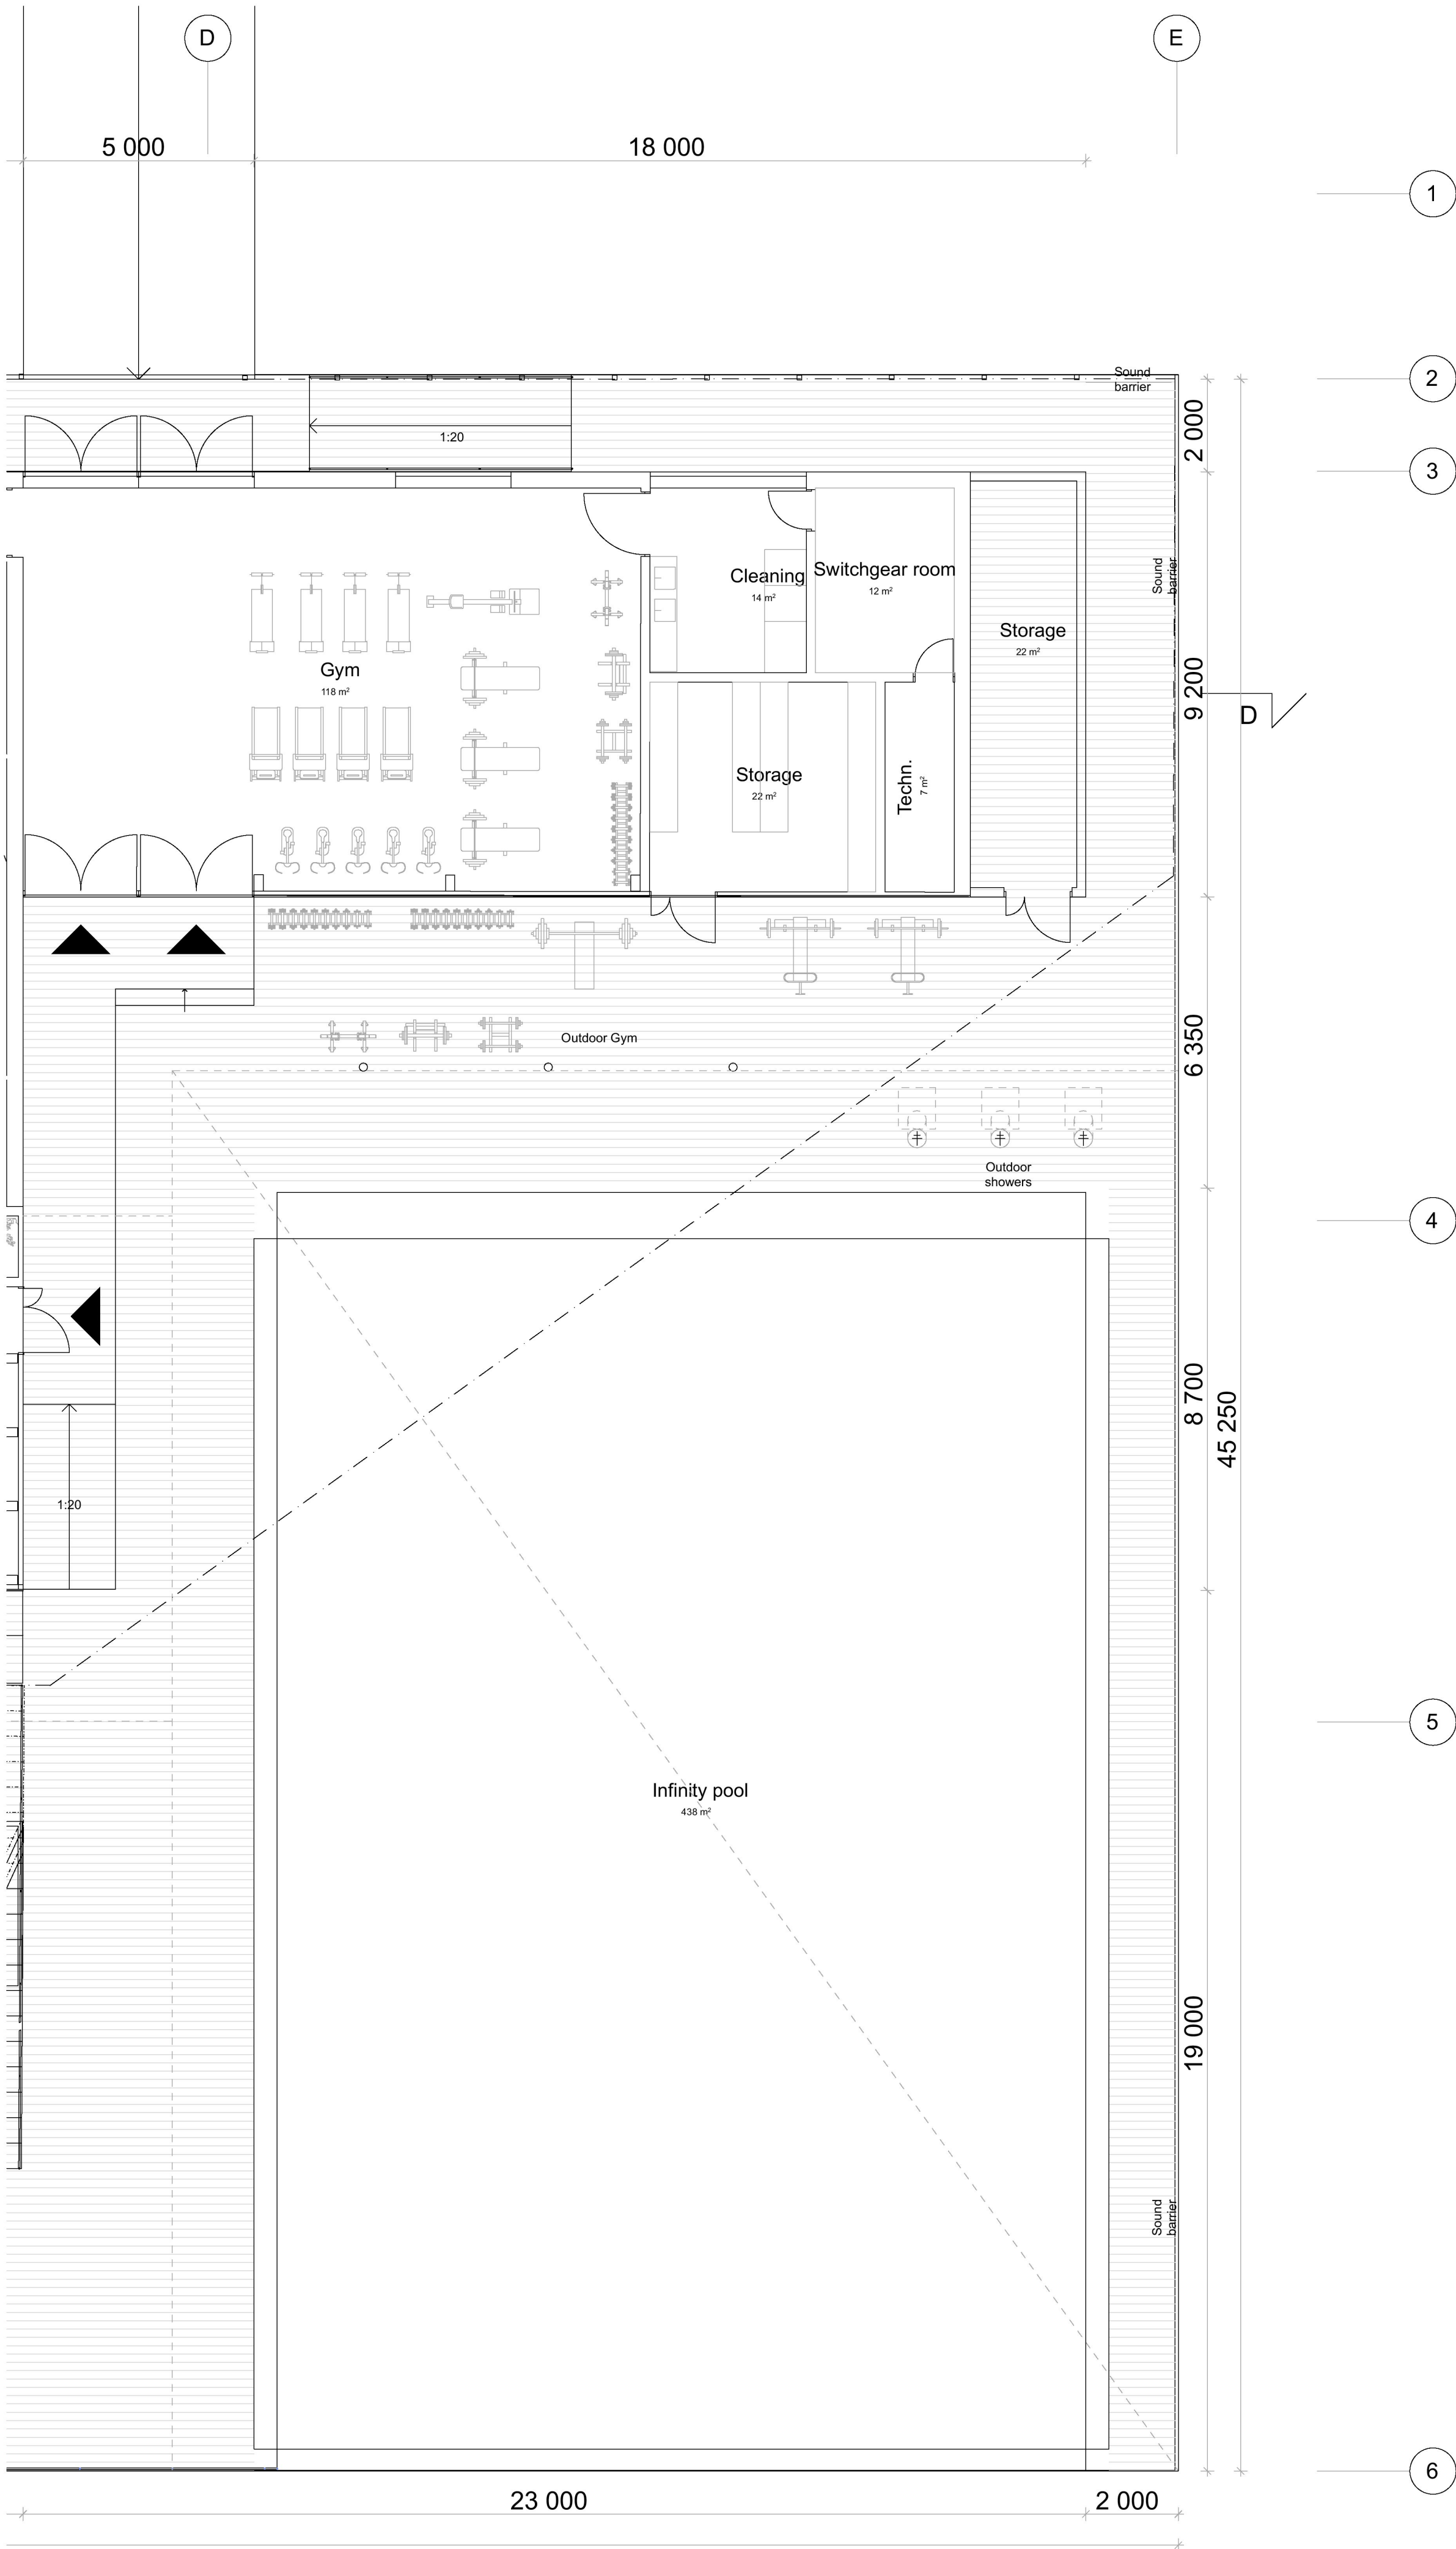 D
E
5 000
18 000
1
Sound
barrier
2
2 000
1:20
3
Sound
barrier
Cleaning
14 m²
Switchgear room
12 m²
Storage
22 m²
Gym
118 m²
9 200
D
Storage
22 m²
Techn.
7 m²
Outdoor Gym
6 350
Outdoor
showers
4
8 700
45 250
1:20
5
Infinity pool
438 m²
19 000
Sound
barrier
6
23 000
2 000